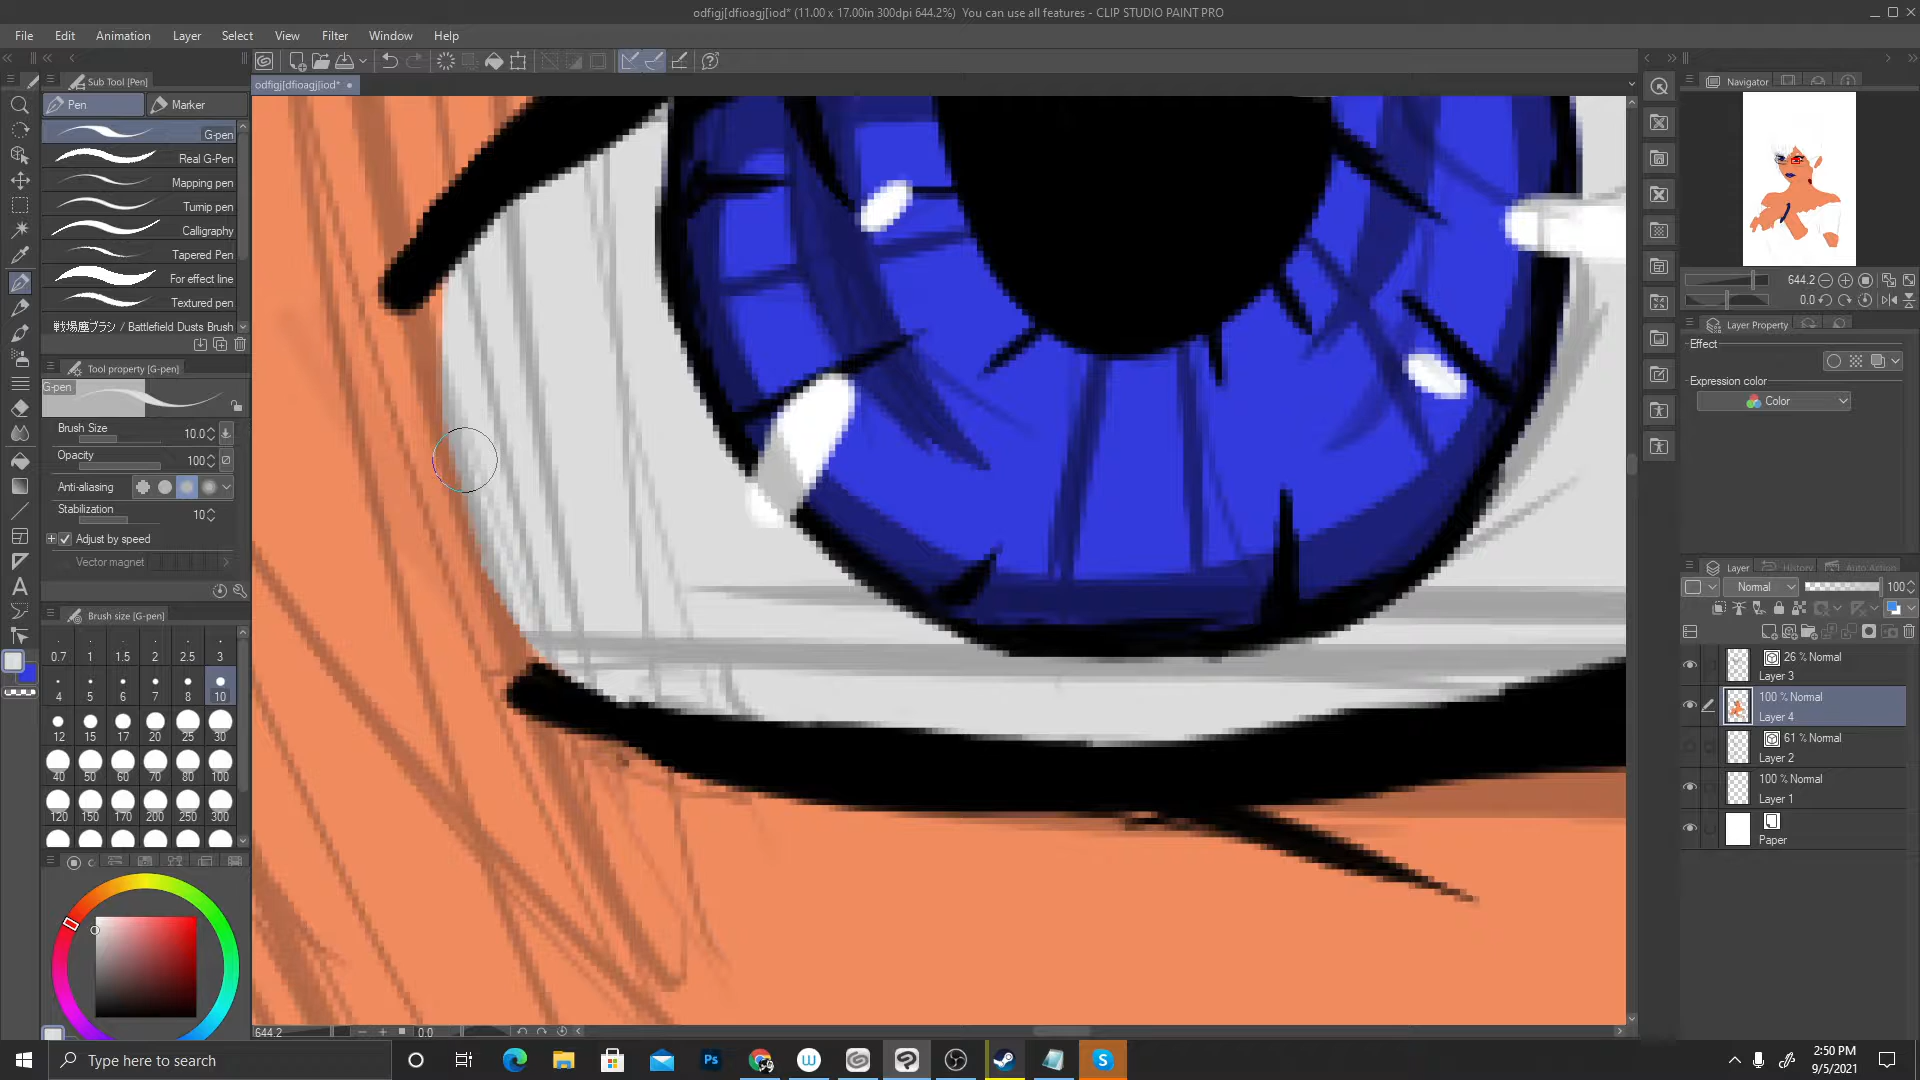 odfigj[dfioagj[iod* (11.00 x 17.00in 300dpi 644.2%)  You can use all features - CLIP STUDIO PAINT PRO
File Edit Animation Layer Select View Filter Window Help
Sub Tool [Pen]
odfigj[dfioagj[iod*
Navigator
Pen Marker
G-pen
Real G-Pen
Mapping pen
Turnip pen
Calligraphy
Tapered Pen
For effect line
Textured pen
戦場塵ブラシ / Battlefield Dusts Brush
Tool property [G-pen]
G-pen
Brush Size 10.0
Opacity 100
Anti-aliasing
Stabilization 10
Adjust by speed
Vector magnet
Brush size [G-pen]
0.7 1 1.5 2 2.5 3
4 5 6 7 8 10
12 15 17 20 25 30
40 50 60 70 80 100
120 150 170 200 250 300
644.2
0.0
Layer Property
Effect
Expression color
Color
Layer History Auto Action
Normal 100
26 % Normal
Layer 3
100 % Normal
Layer 4
61 % Normal
Layer 2
100 % Normal
Layer 1
Paper
644.2 0.0
Type here to search
Ps
2:50 PM
9/5/2021